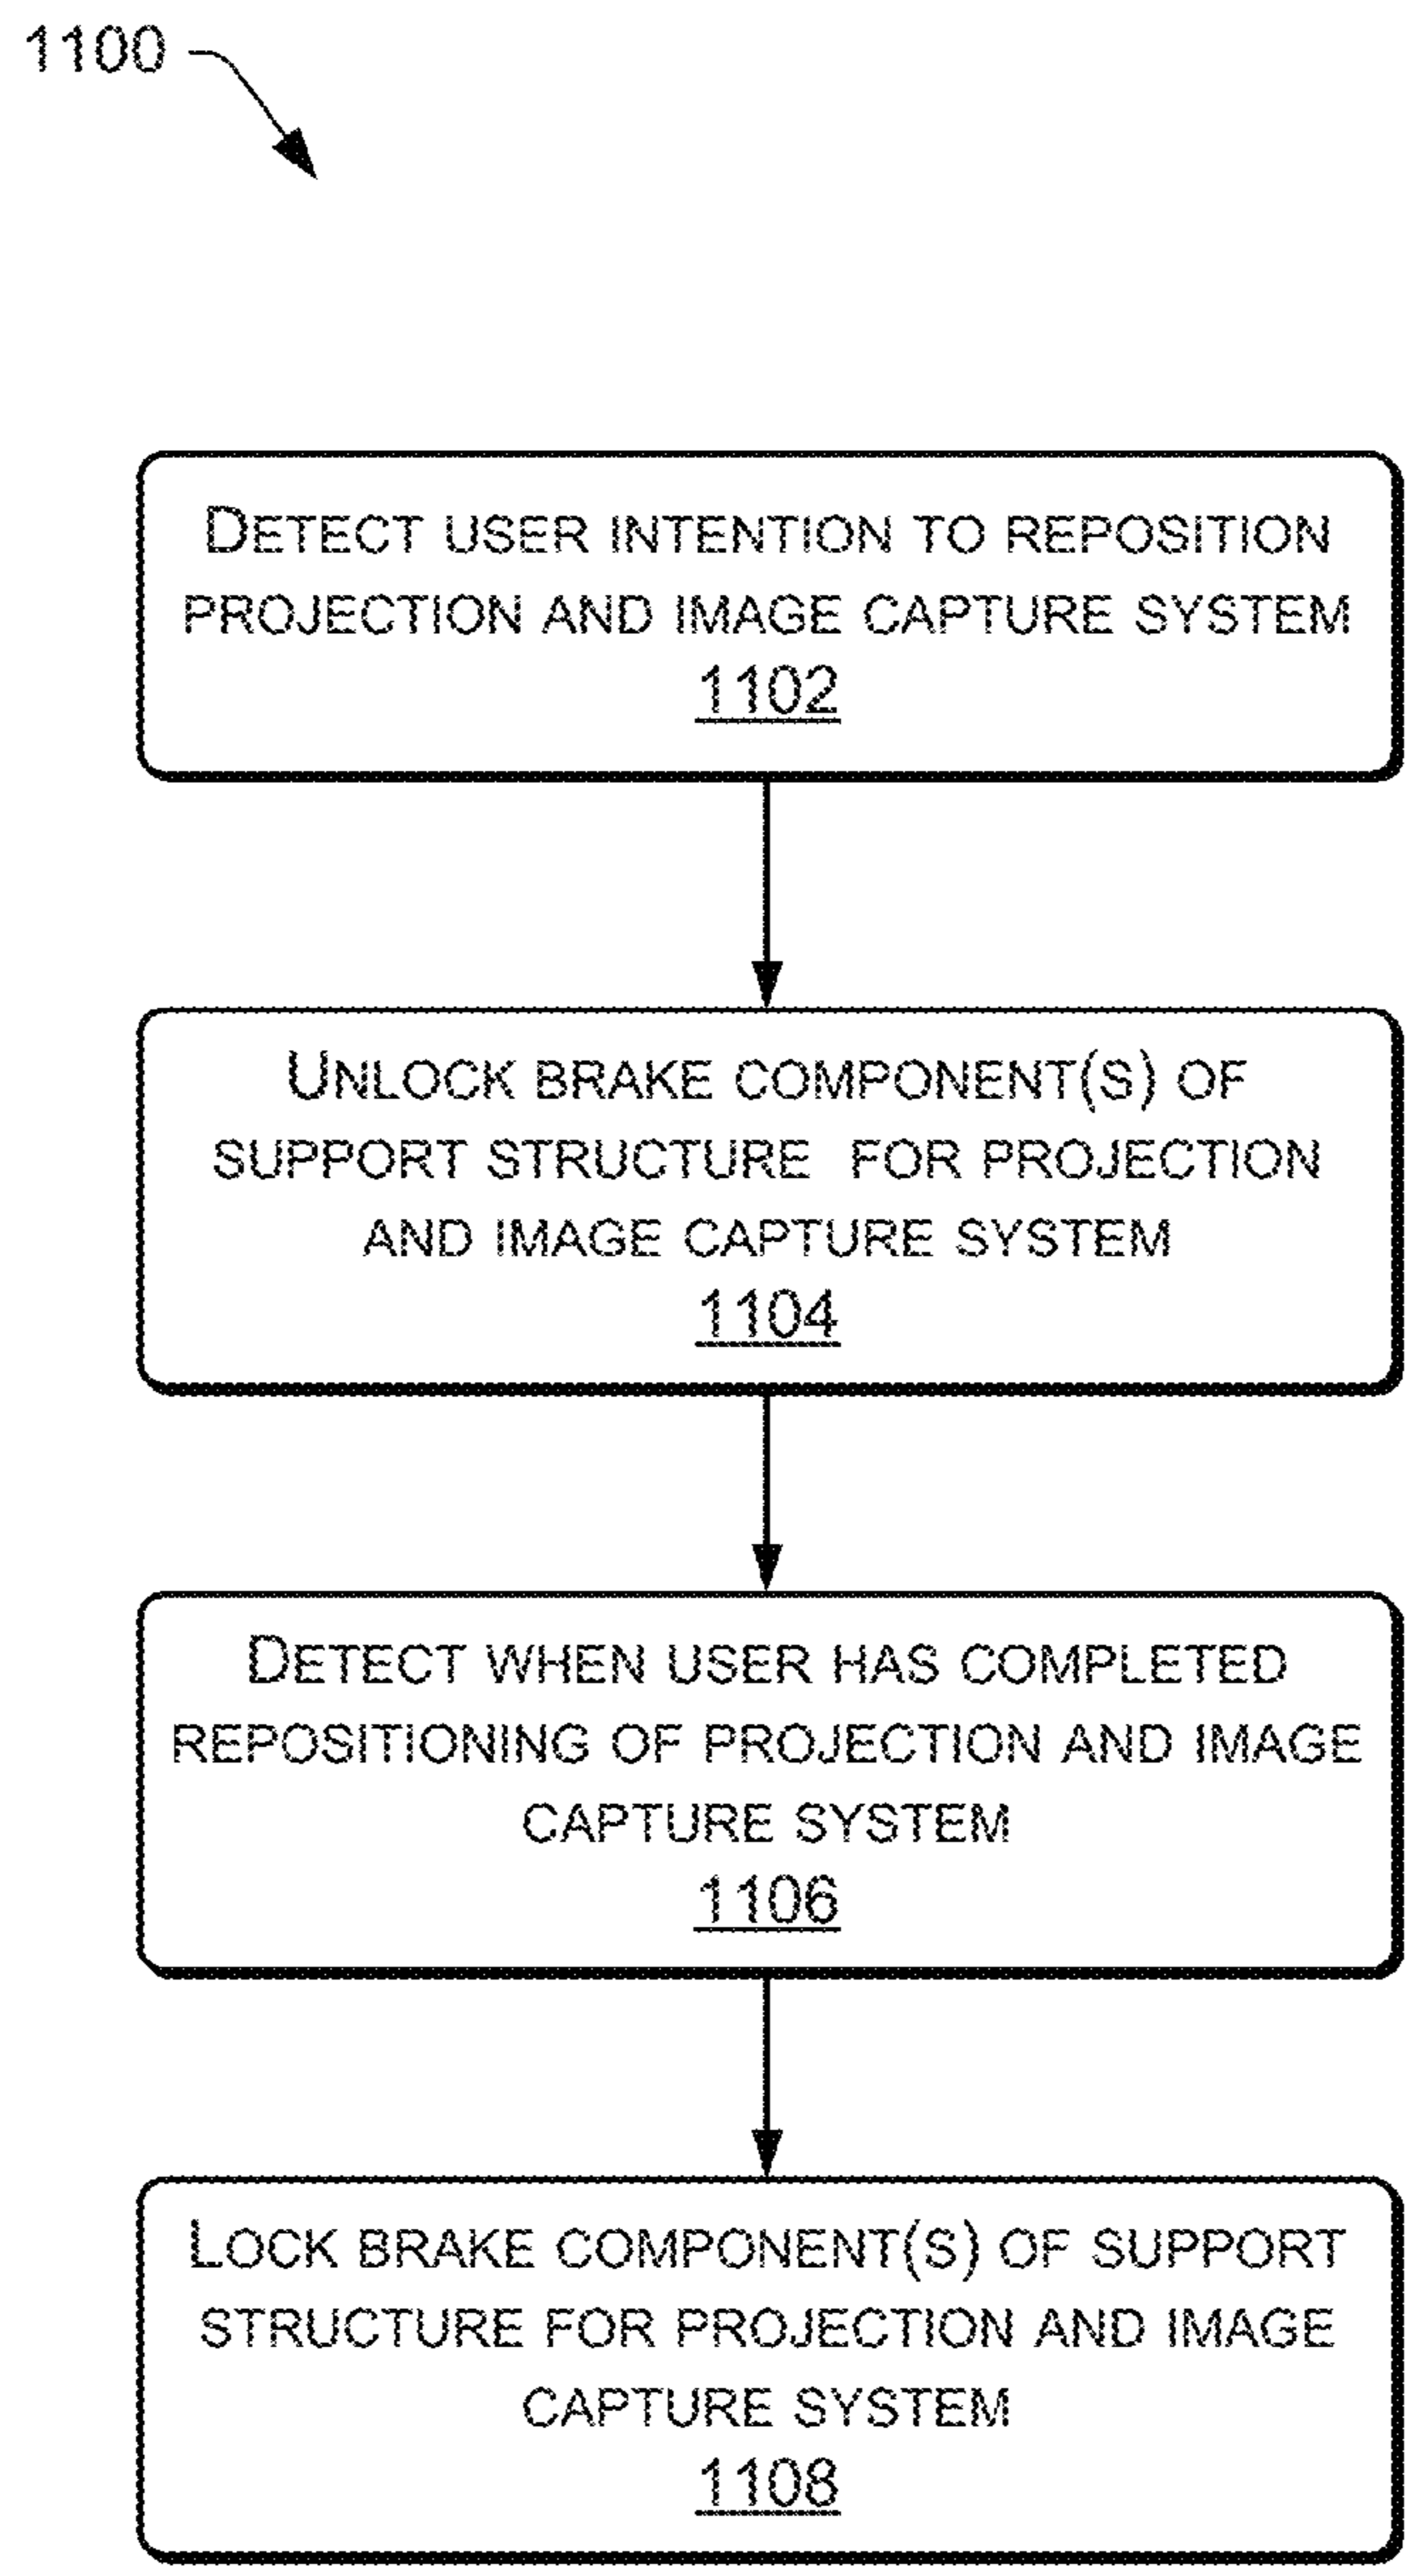 1100
DETECT USER INTENTION TO REPOSITION
PROJECTION AND IMAGE CAPTURE SYSTEM
1102
UNLOCK BRAKE COMPONENT(S) OF
SUPPORT STRUCTURE FOR PROJECTION
AND IMAGE CAPTURE SYSTEM
1104
DETECT WHEN USER HAS COMPLETED
REPOSITIONING OF PROJECTION AND IMAGE
CAPTURE SYSTEM
1106
LOCK BRAKE COMPONENT(S) OF SUPPORT
STRUCTURE FOR PROJECTION AND IMAGE
CAPTURE SYSTEM
1108